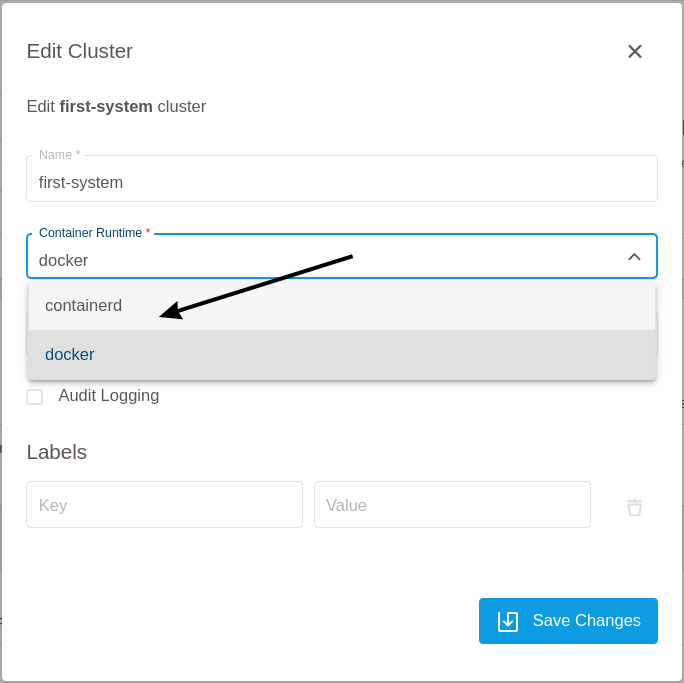 Edit Cluster
Edit first-system cluster
Name *
first-system
Container Runtime *
docker
containerd
docker
Audit Logging
Labels
Key
Value
Save Changes